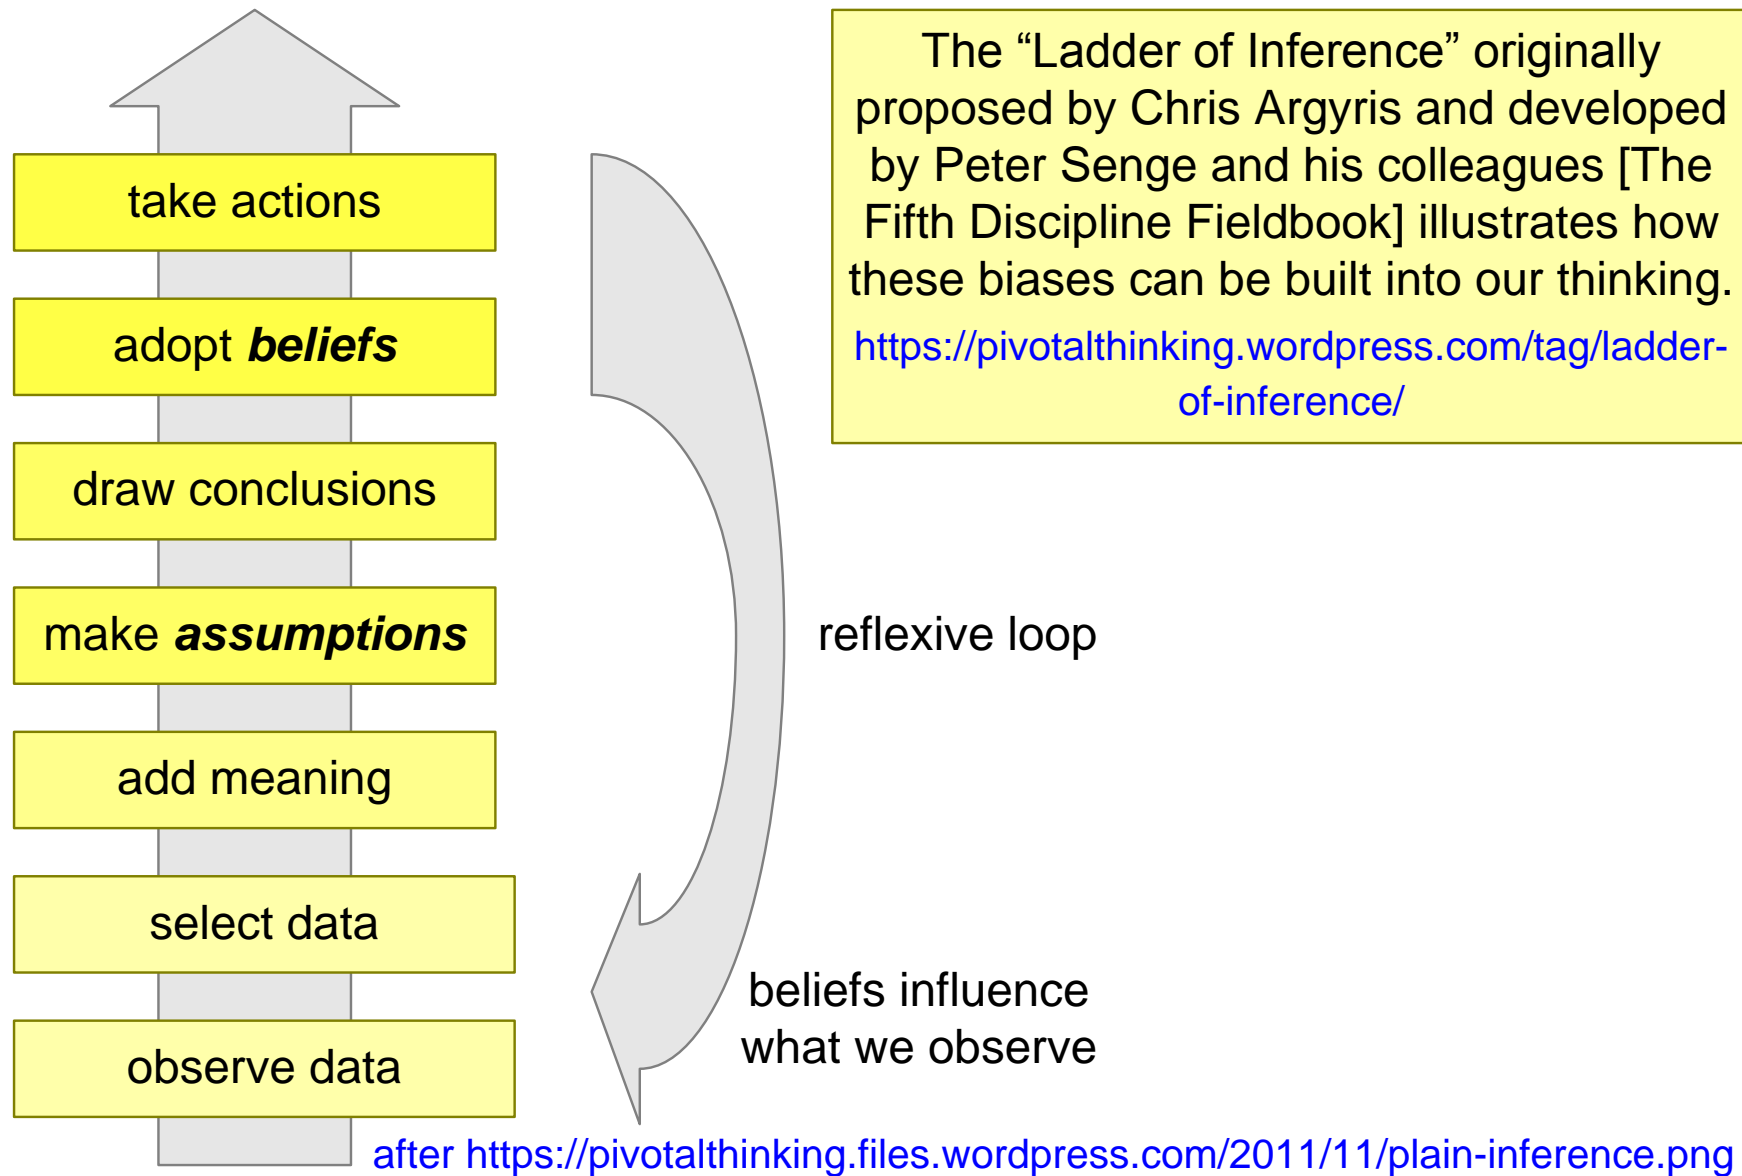 take actions
adopt beliefs
draw conclusions
make assumptions
add meaning
select data
observe data
The “Ladder of Inference” originally
proposed by Chris Argyris and developed
by Peter Senge and his colleagues [The
Fifth Discipline Fieldbook] illustrates how
these biases can be built into our thinking.
https://pivotalthinking.wordpress.com/tag/ladder-
of-inference/
reflexive loop
beliefs influence
what we observe
after https://pivotalthinking.files.wordpress.com/2011/11/plain-inference.png